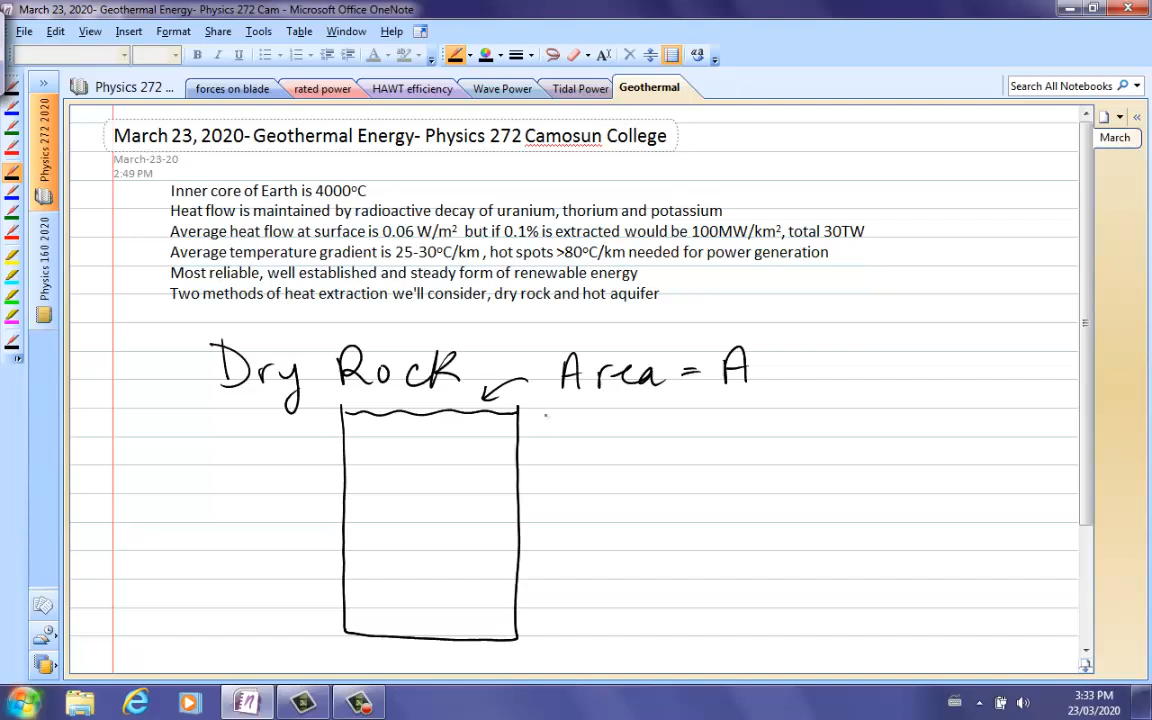 March 23, 2020- Geothermal Energy- Physics 272 Cam - Microsoft Office OneNote
File Edit View Insert Format Share Tools Table Window Help
B I U
Physics 272 ... forces on blade rated power HAWT efficiency Wave Power Tidal Power Geothermal Search All Notebooks
March
Physics 272 2020
Physics 160 2020
March 23, 2020- Geothermal Energy- Physics 272 Camosun College
March-23-20
2:49 PM
Inner core of Earth is 4000°C
Heat flow is maintained by radioactive decay of uranium, thorium and potassium
Average heat flow at surface is 0.06 W/m² but if 0.1% is extracted would be 100MW/km², total 30TW
Average temperature gradient is 25-30°C/km , hot spots >80°C/km needed for power generation
Most reliable, well established and steady form of renewable energy
Two methods of heat extraction we'll consider, dry rock and hot aquifer
Dry Rock Area = A
3:33 PM
23/03/2020